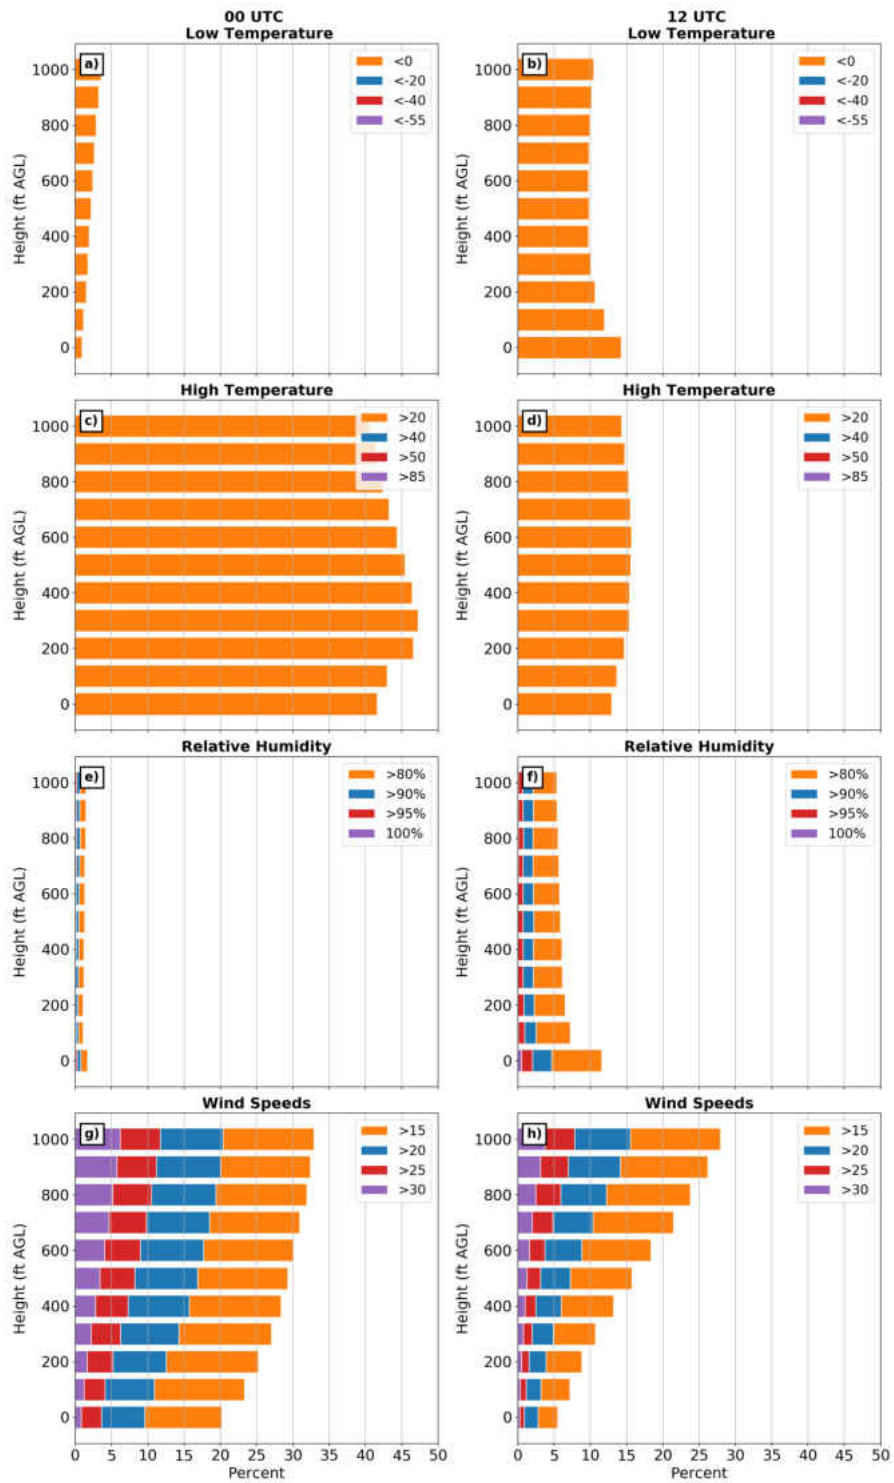 00 UTC
Low Temperature
12 UTC
Low Temperature
a)
<0
<-20
<-40
<-55
1000
800
600
400
200
0
Height (ft AGL)
b)
<0
<-20
<-40
<-55
1000
800
600
400
200
0
Height (ft AGL)
High Temperature
c)
>20
>40
>50
>85
1000
800
600
400
200
0
Height (ft AGL)
High Temperature
d)
>20
>40
>50
>85
1000
800
600
400
200
0
Height (ft AGL)
Relative Humidity
e)
>80%
>90%
>95%
100%
1000
800
600
400
200
0
Height (ft AGL)
Relative Humidity
f)
>80%
>90%
>95%
100%
1000
800
600
400
200
0
Height (ft AGL)
Wind Speeds
g)
>15
>20
>25
>30
1000
800
600
400
200
0
Height (ft AGL)
0 5 10 15 20 25 30 35 40 45 50
Percent
Wind Speeds
h)
>15
>20
>25
>30
1000
800
600
400
200
0
Height (ft AGL)
0 5 10 15 20 25 30 35 40 45 50
Percent